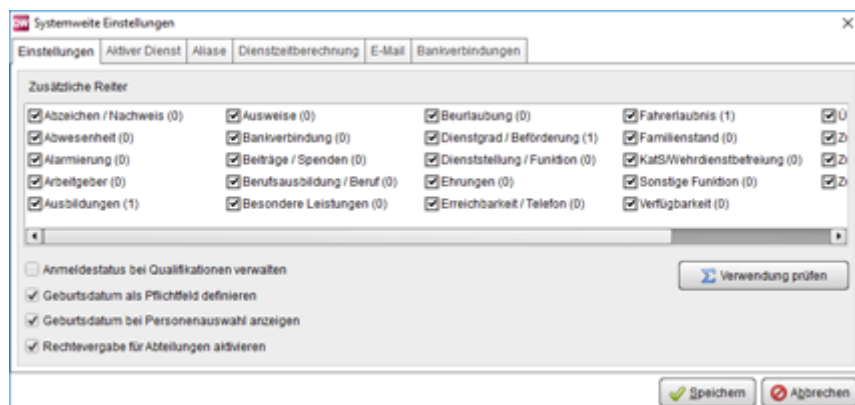 DW Systemweite Einstellungen
Einstellungen Aktiver Dienst Aliase Dienstzeitberechnung E-Mail Bankverbindungen
Zusätzliche Reiter
Abzeichen / Nachweis (0) Ausweise (0) Beurlaubung (0) Fahrerlaubnis (1) Ü
Abwesenheit (0) Bankverbindung (0) Dienstgrad / Beförderung (1) Familienstand (0) Z
Alarmierung (0) Beiträge / Spenden (0) Dienststellung / Funktion (0) KatS/Wehrdienstbefreiung (0) Z
Arbeitgeber (0) Berufsausbildung / Beruf (0) Ehrungen (0) Sonstige Funktion (0) Z
Ausbildungen (1) Besondere Leistungen (0) Erreichbarkeit / Telefon (0) Verfügbarkeit (0)
Anmeldestatus bei Qualifikationen verwalten
Σ Verwendung prüfen
Geburtsdatum als Pflichtfeld definieren
Geburtsdatum bei Personenauswahl anzeigen
Rechtevergabe für Abteilungen aktivieren
Speichern Abbrechen